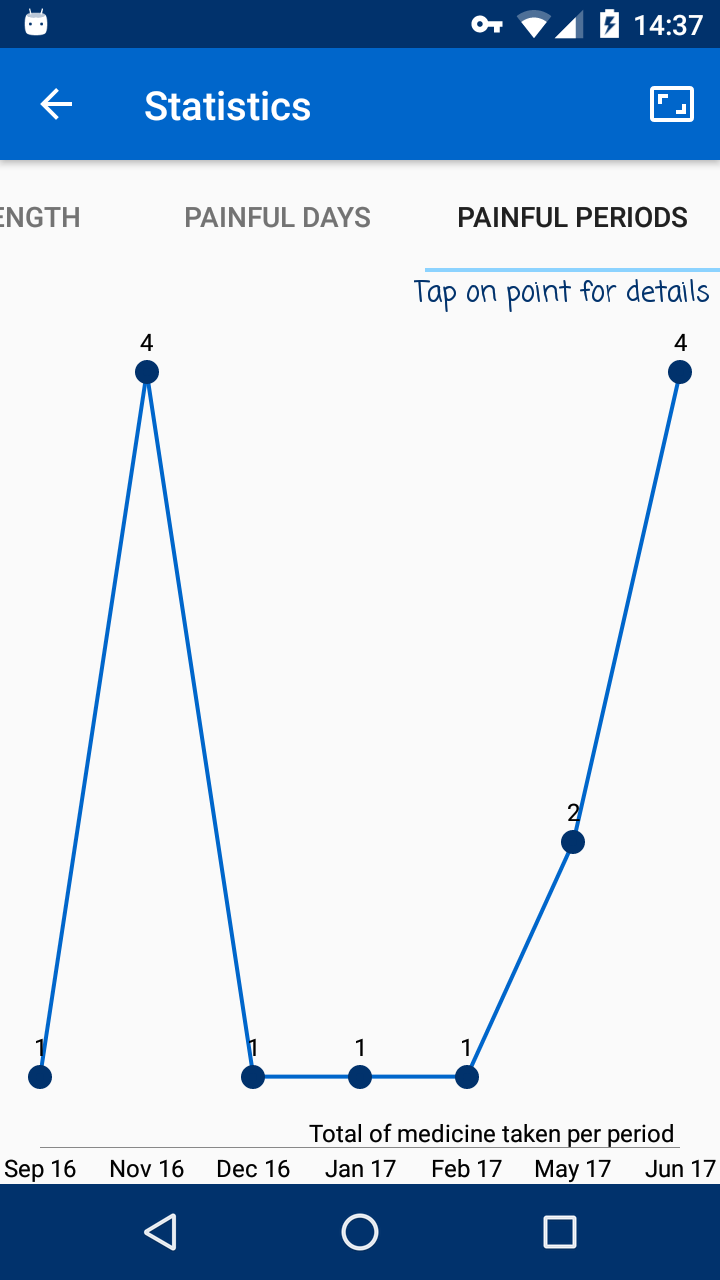 14:37
Statistics
ENGTH PAINFUL DAYS PAINFUL PERIODS
Tap on point for details
4 4
2
1 1 1 1
Total of medicine taken per period
Sep 16 Nov 16 Dec 16 Jan 17 Feb 17 May 17 Jun 17